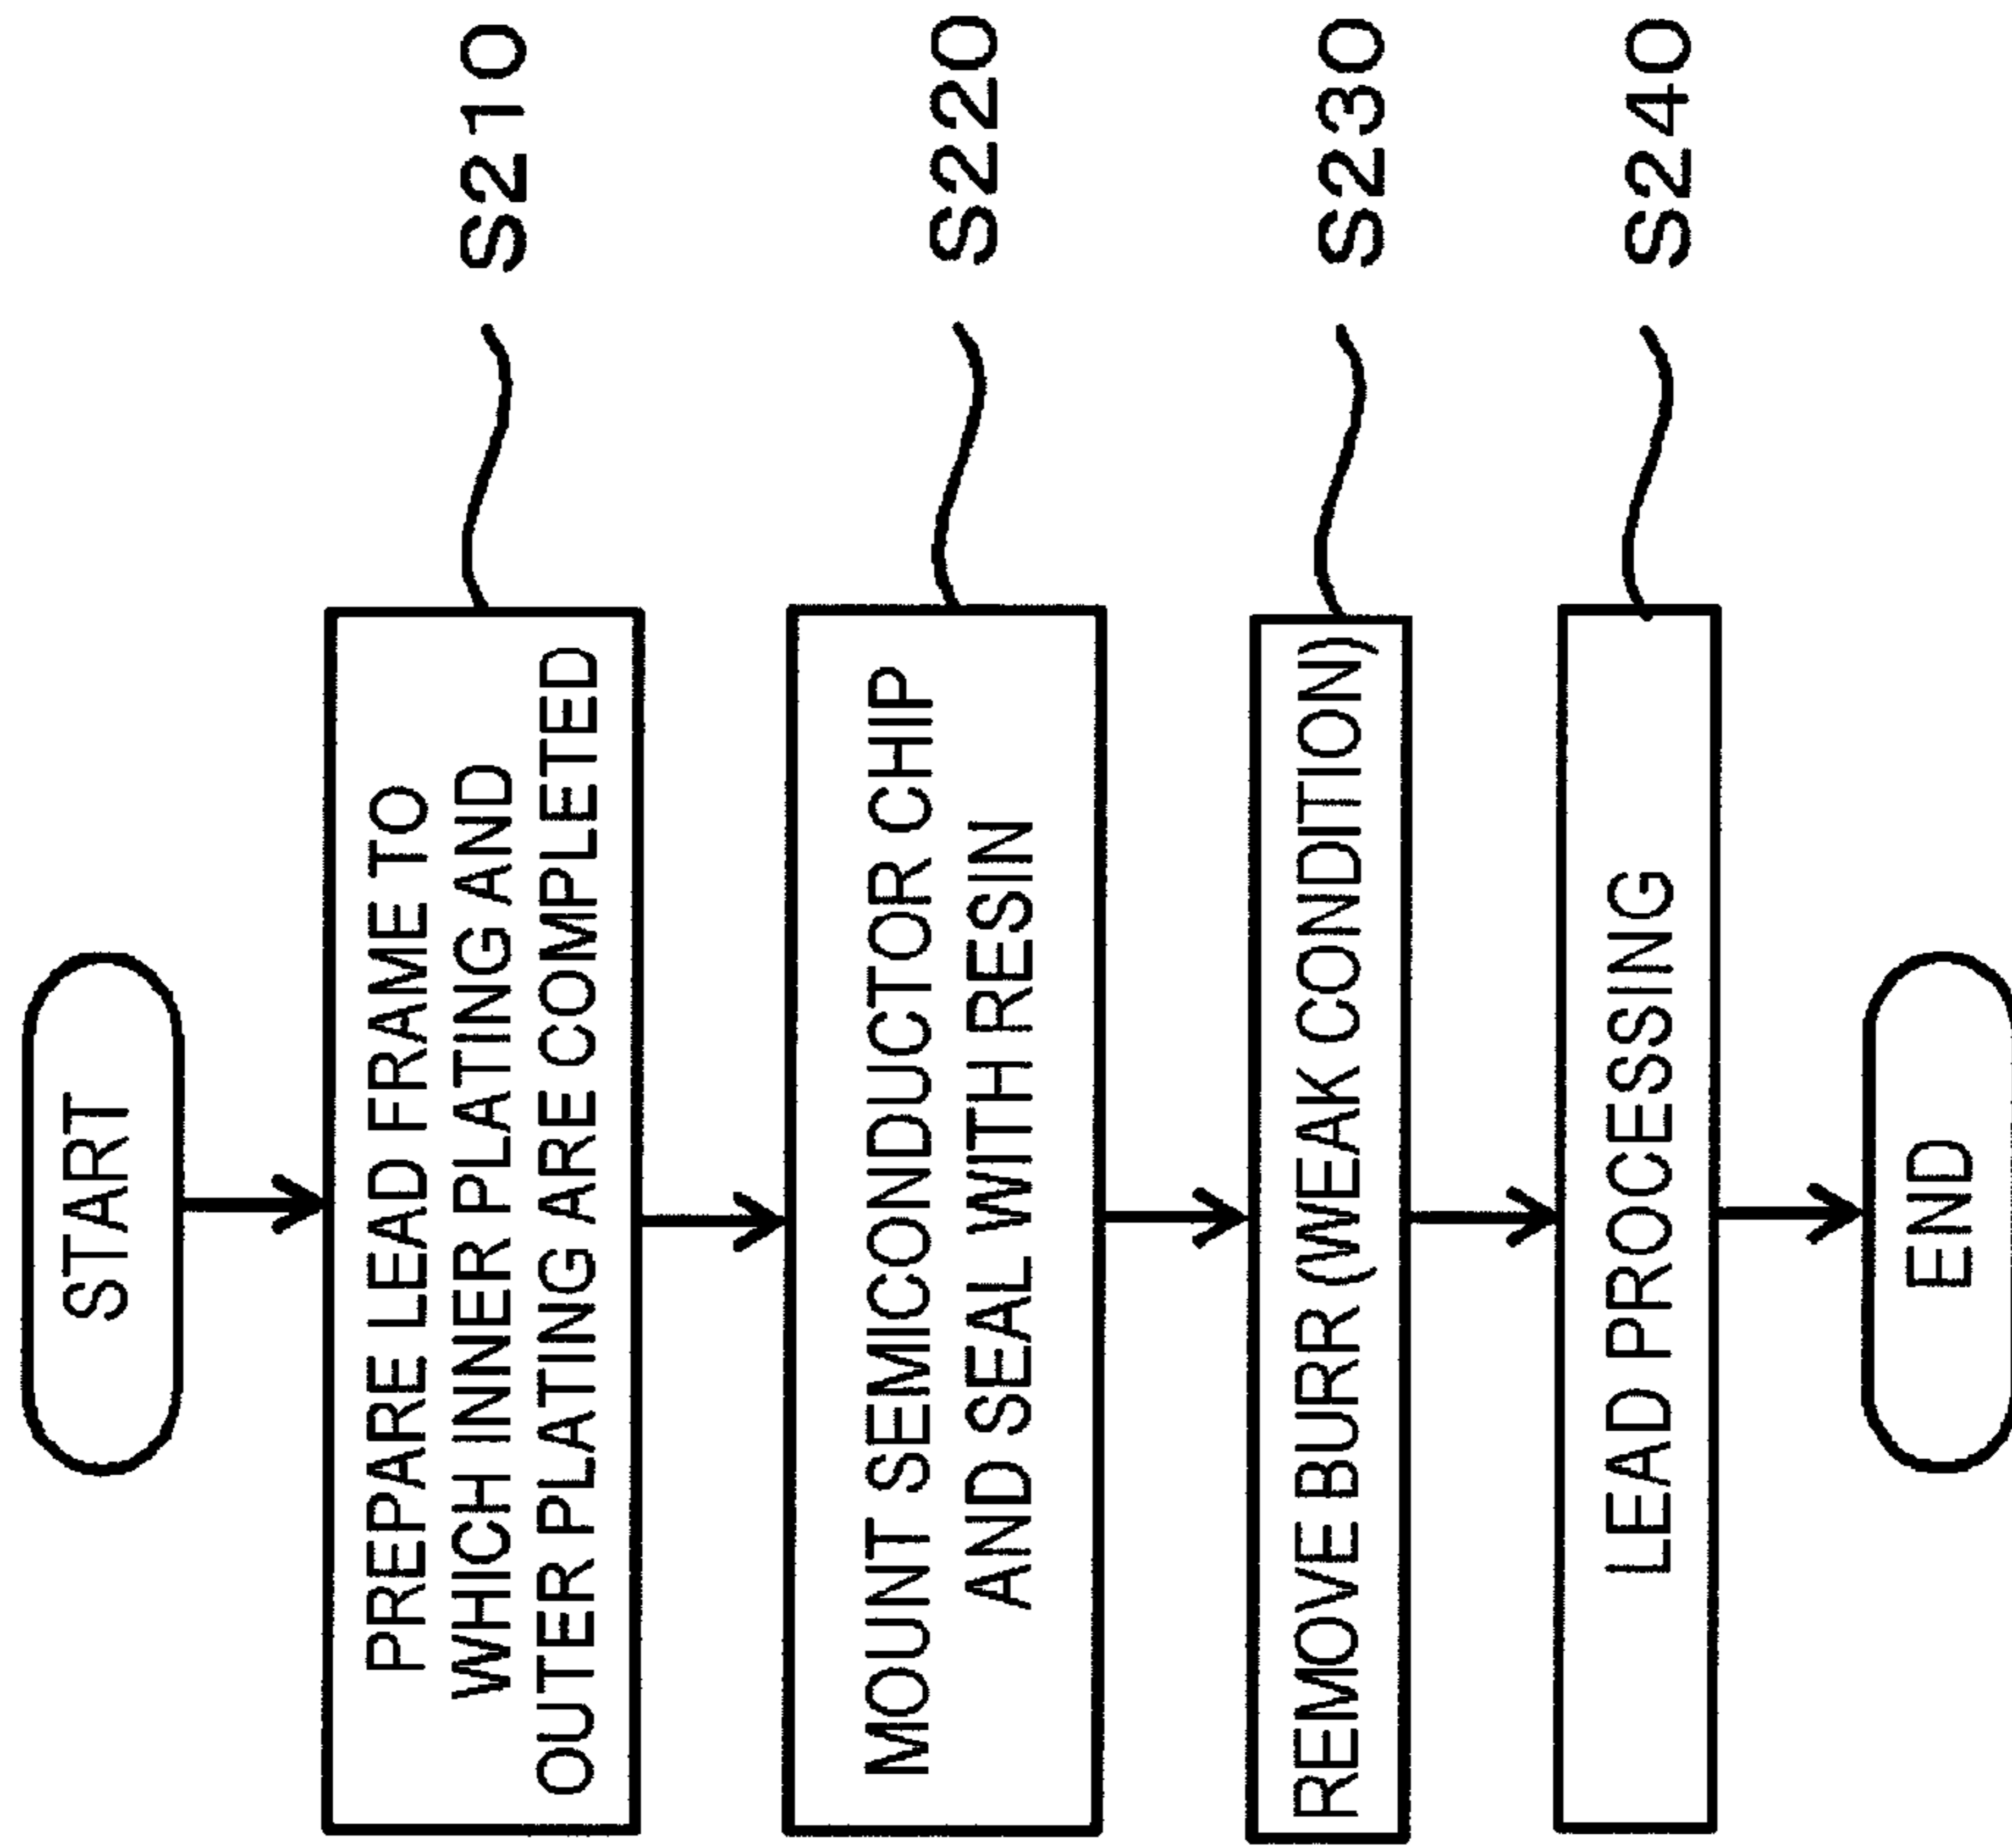 START
PREPARE LEAD FRAME TO
WHICH INNER PLATING AND
OUTER PLATING ARE COMPLETED
S210
MOUNT SEMICONDUCTOR CHIP
AND SEAL WITH RESIN
S220
REMOVE BURR (WEAK CONDITION)
S230
LEAD PROCESSING
S240
END